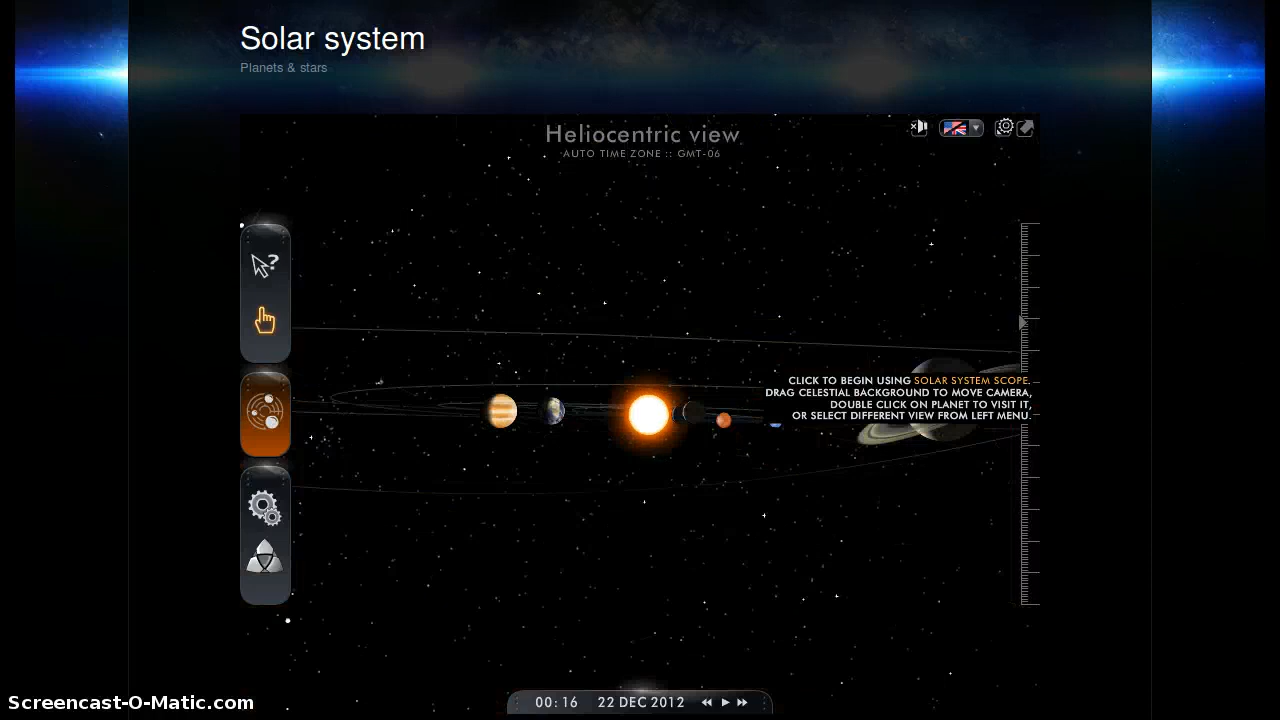 Solar system
Planets & stars
Heliocentric view
AUTO TIME ZONE :: GMT-06
CLICK TO BEGIN USING SOLAR SYSTEM SCOPE.
DRAG CELESTIAL BACKGROUND TO MOVE CAMERA,
DOUBLE CLICK ON PLANET TO VISIT IT,
OR SELECT DIFFERENT VIEW FROM LEFT MENU.
00:16 22 DEC 2012
Screencast-O-Matic.com